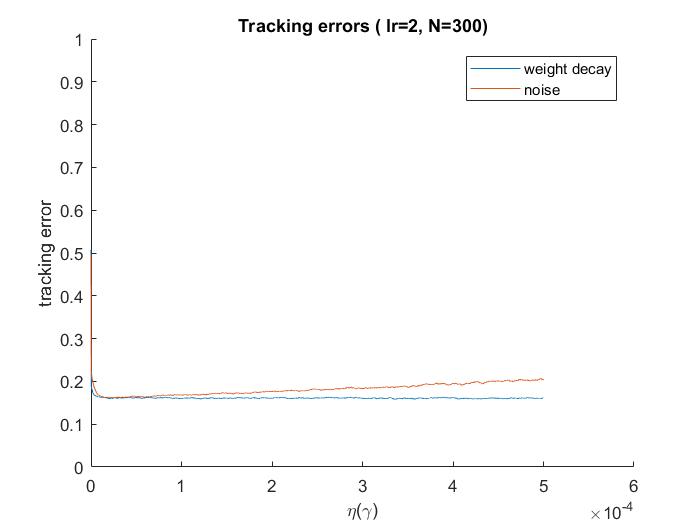 Tracking errors ( lr=2, N=300)
1
0.9
0.8
0.7
0.6
0.5
0.4
0.3
0.2
0.1
0
tracking error
weight decay
noise
0 1 2 3 4 5 6
η(γ)
×10-4